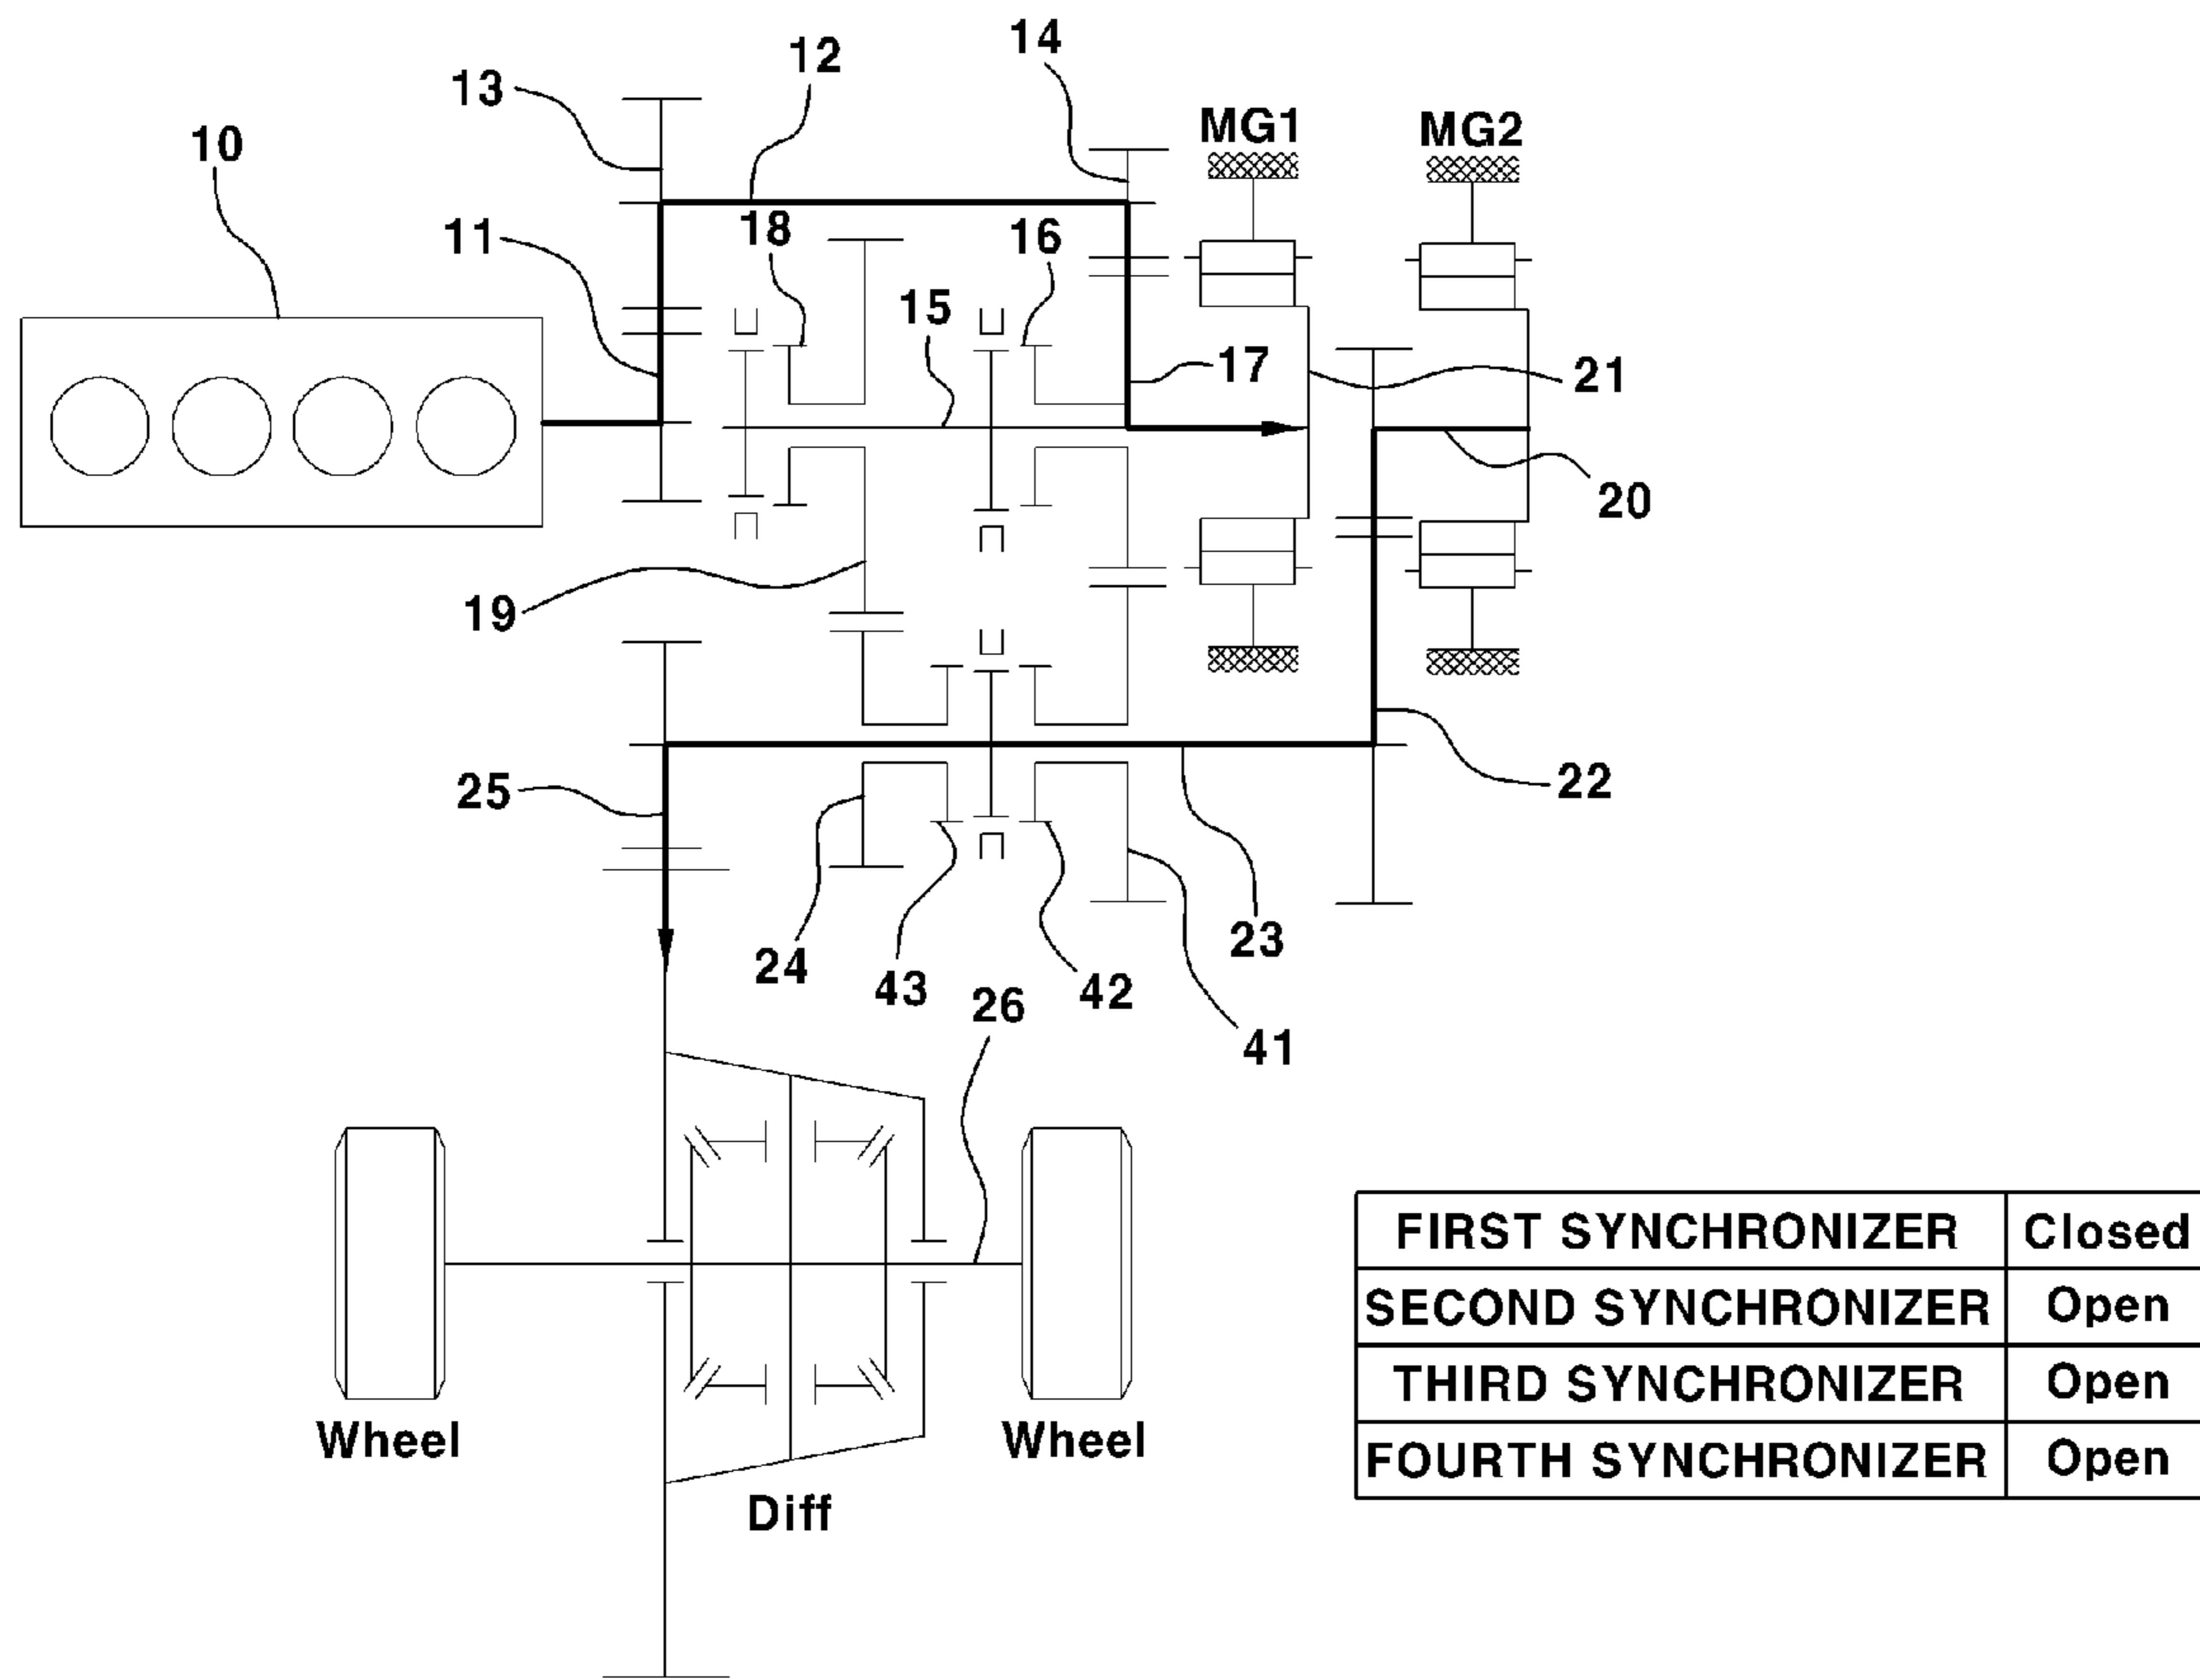 14
12
13
MG1
MG2
10
18
16
11
15
17
21
20
19
25
22
23
24
43
42
26
41
FIRST SYNCHRONIZER Closed
SECOND SYNCHRONIZER Open
THIRD SYNCHRONIZER Open
FOURTH SYNCHRONIZER Open
Wheel
Wheel
Diff